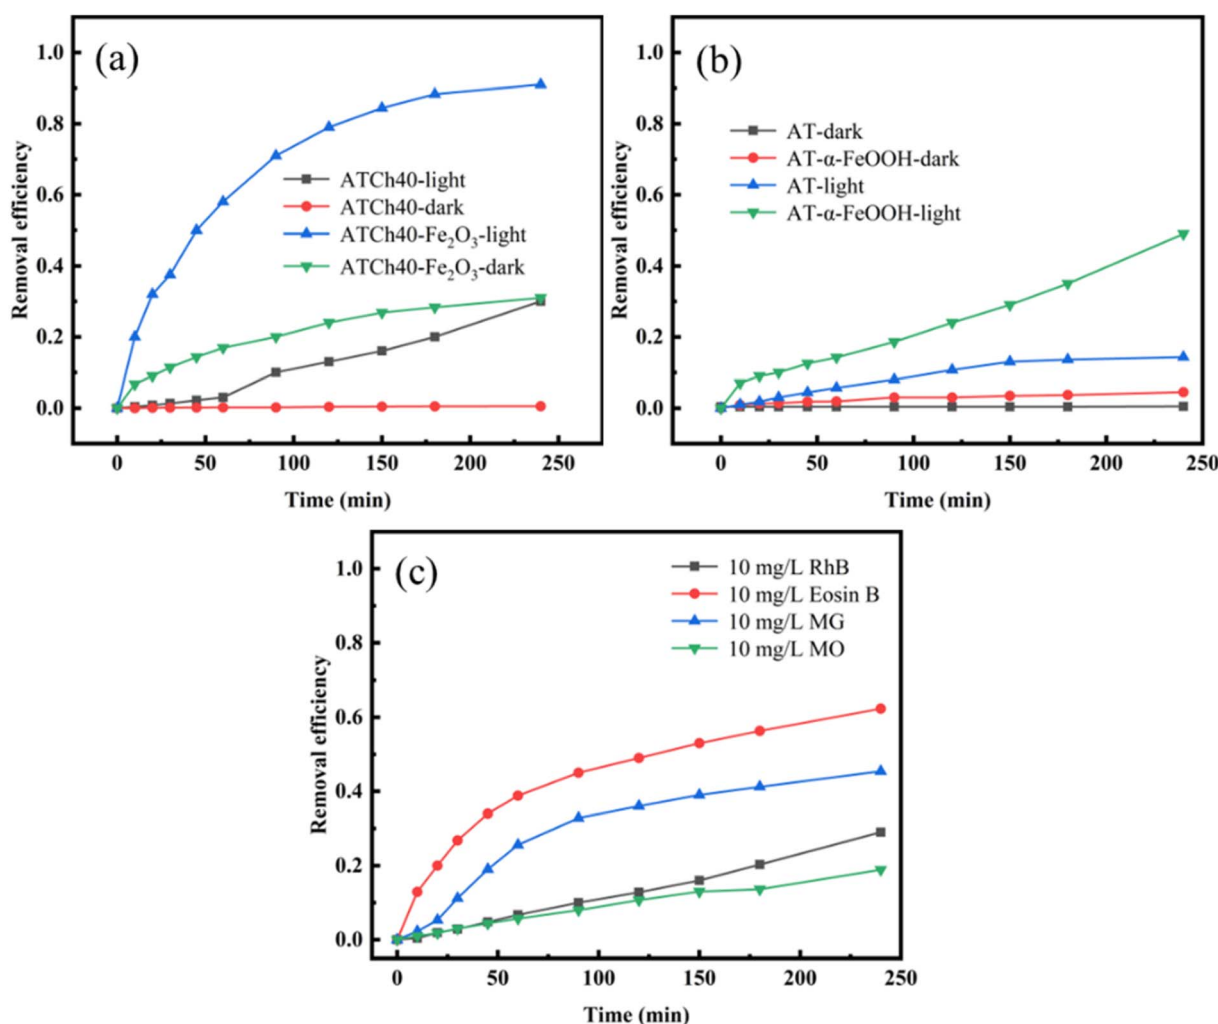 (a)
1.0
0.8
0.6
0.4
0.2
0.0
Removal efficiency
ATCh40-light
ATCh40-dark
ATCh40-Fe₂O₃-light
ATCh40-Fe₂O₃-dark
0 50 100 150 200 250
Time (min)
(b)
1.0
0.8
0.6
0.4
0.2
0.0
Removal efficiency
AT-dark
AT-α-FeOOH-dark
AT-light
AT-α-FeOOH-light
0 50 100 150 200 250
Time (min)
(c)
1.0
0.8
0.6
0.4
0.2
0.0
Removal efficiency
10 mg/L RhB
10 mg/L Eosin B
10 mg/L MG
10 mg/L MO
0 50 100 150 200 250
Time (min)